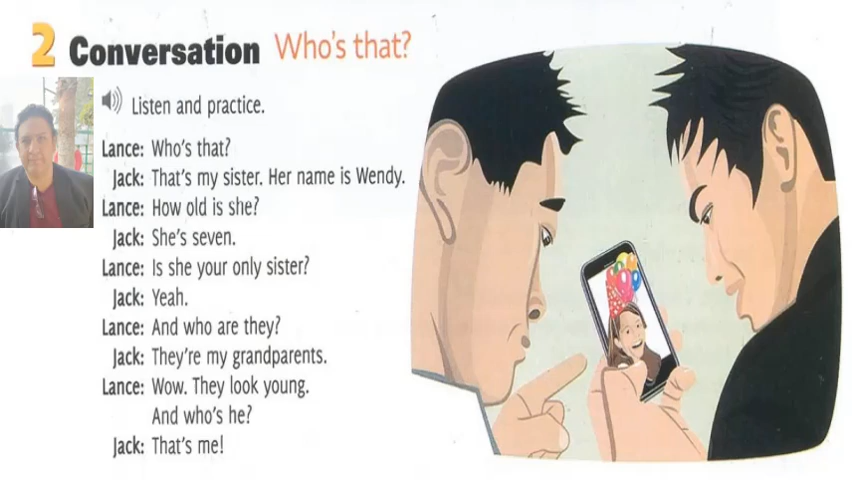 2 Conversation Who's that?
Listen and practice.
Lance: Who's that?
Jack: That's my sister. Her name is Wendy.
Lance: How old is she?
Jack: She's seven.
Lance: Is she your only sister?
Jack: Yeah.
Lance: And who are they?
Jack: They're my grandparents.
Lance: Wow. They look young.
And who's he?
Jack: That's me!